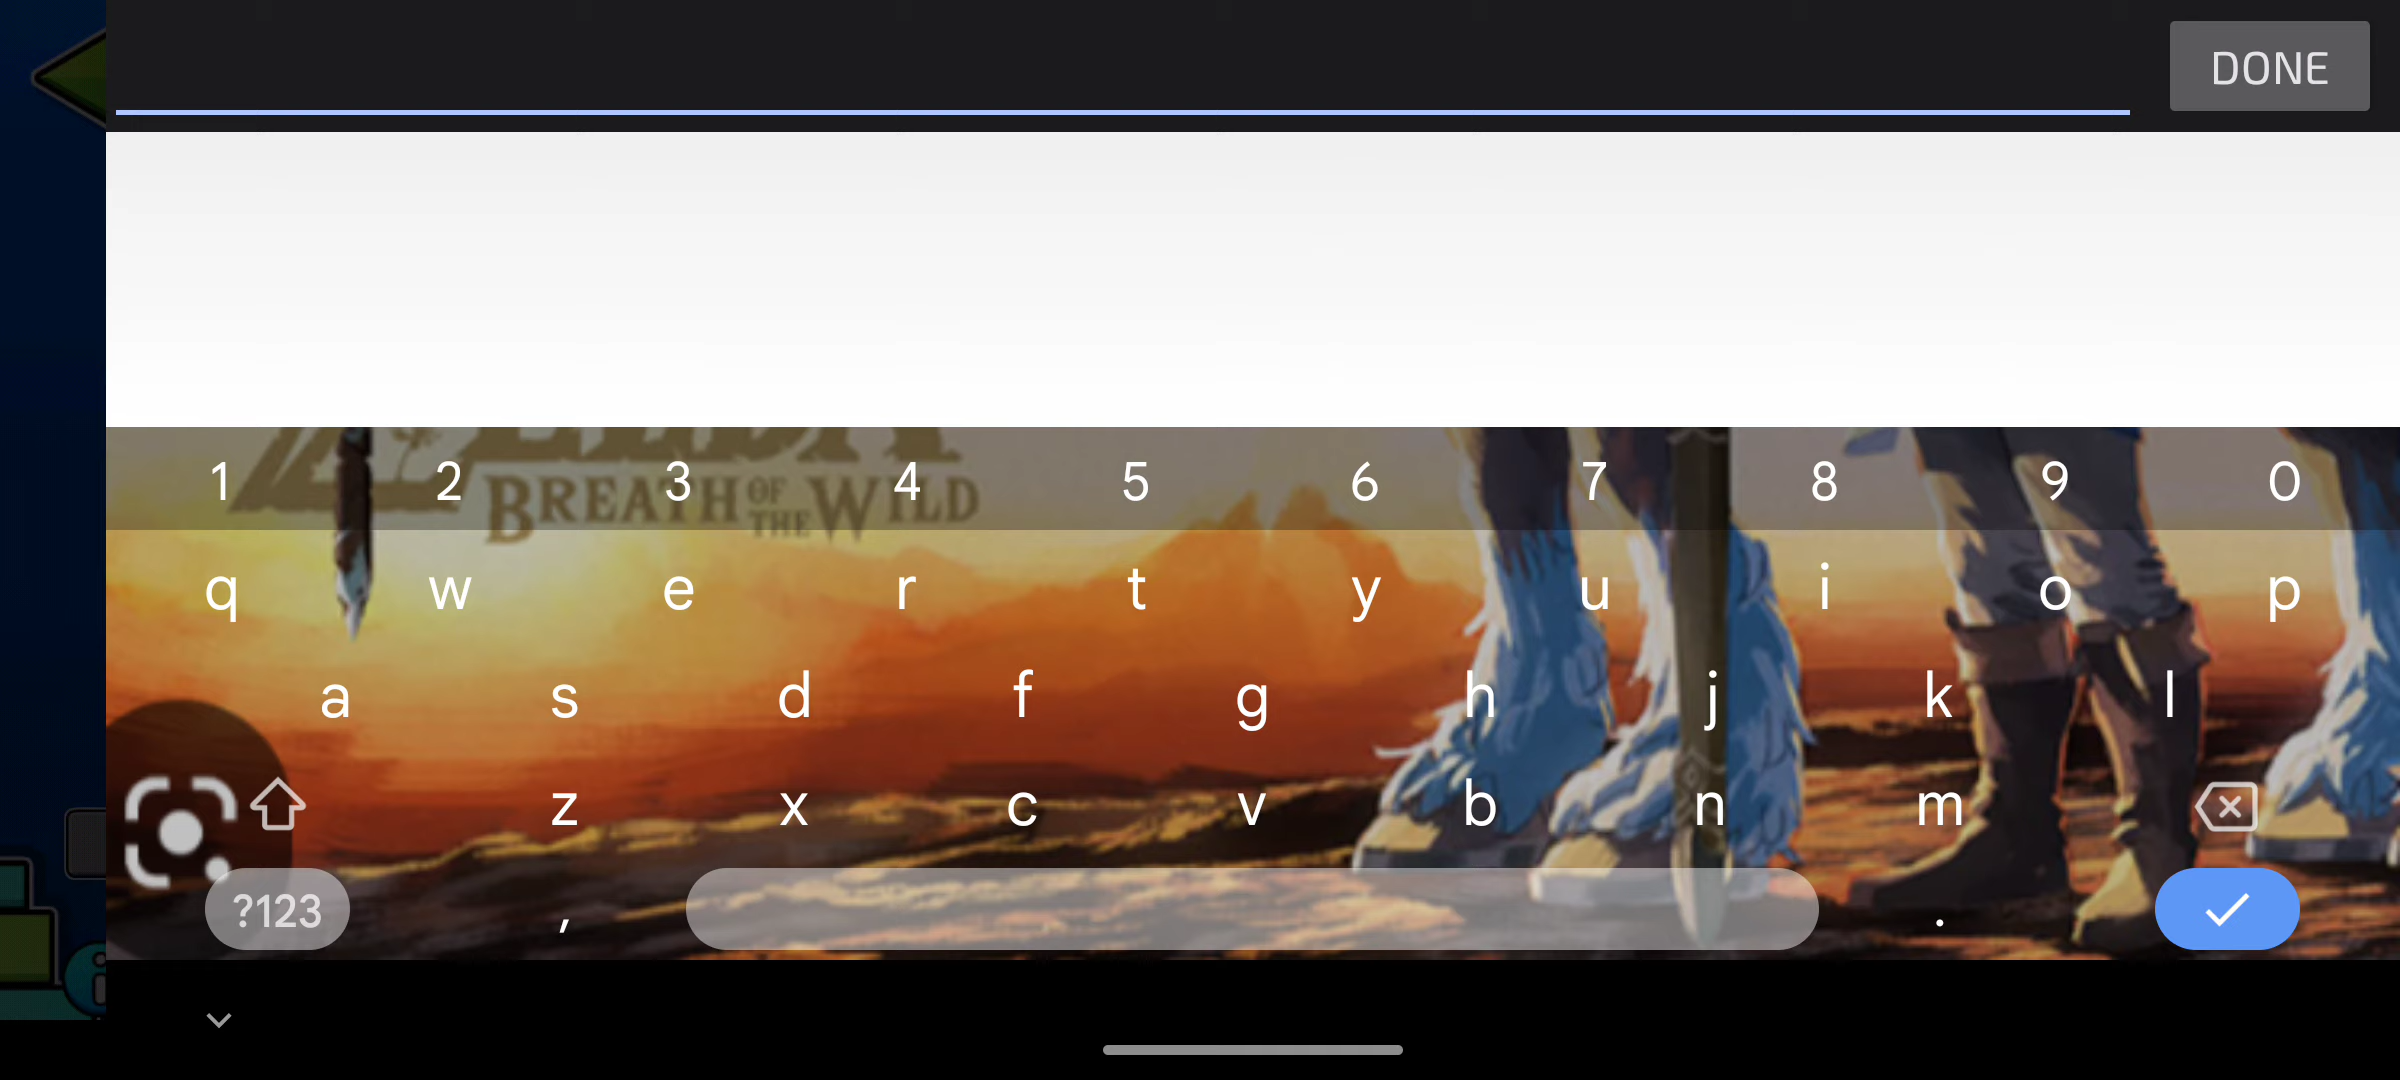 DONE
1 2 3 4 5 6 7 8 9 0
BREATH OF THE WILD
q w e r t y u i o p
a s d f g h j k l
z x c v b n m
?123 , .